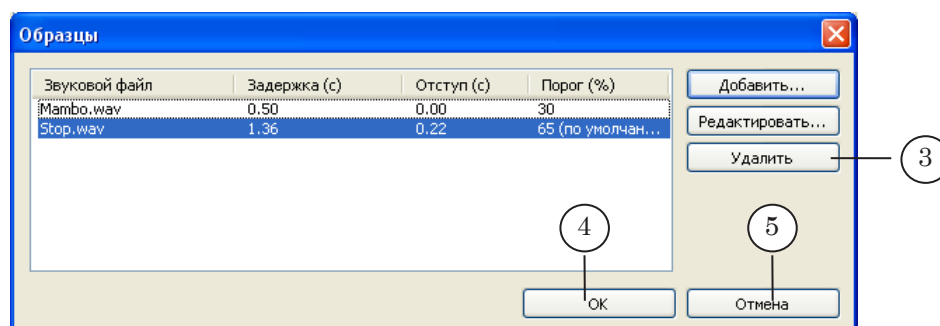 Образцы
Звуковой файл Задержка (с) Отступ (с) Порог (%)
Mambo.wav 0.50 0.00 30
Stop.wav 1.36 0.22 65 (по умолчан...
Добавить...
Редактировать...
Удалить
3
4
5
OK
Отмена